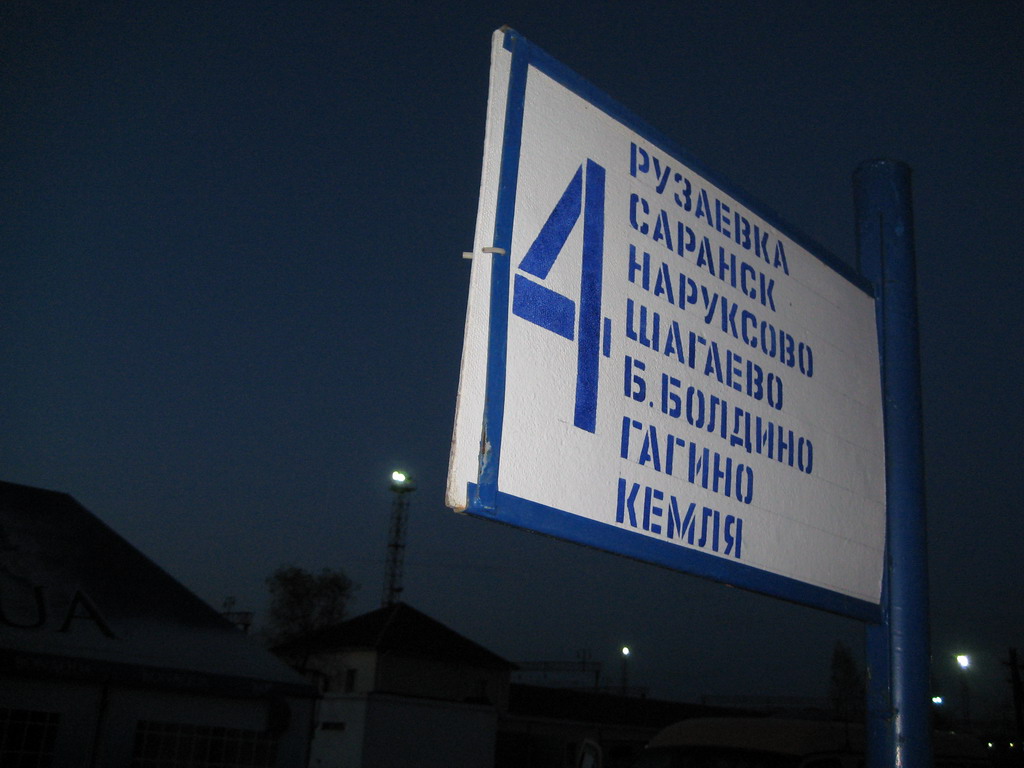 4
РУЗАЕВКА
САРАНСК
НАРУКСОВО
ШАГАЕВО
Б. БОЛДИНО
ГАГИНО
КЕМЛЯ